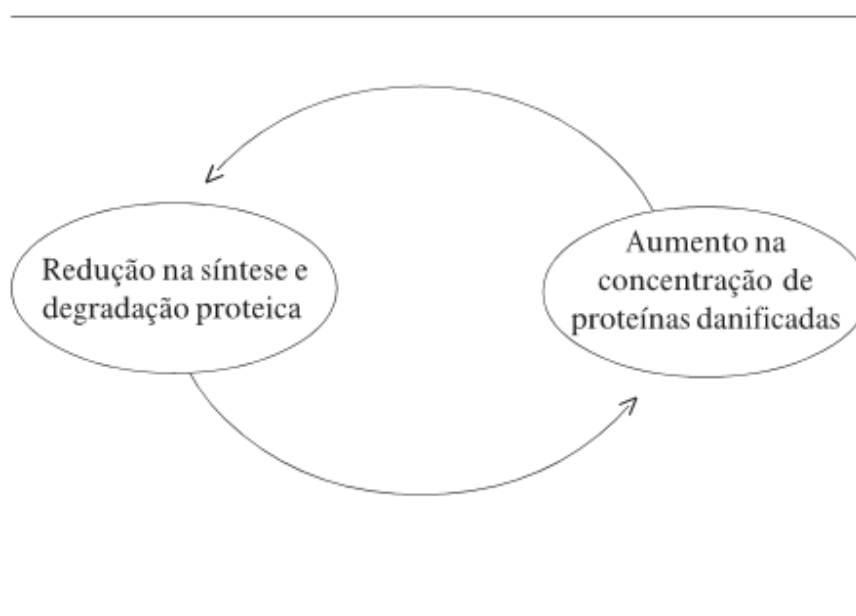 Redução na síntese e
degradação proteica
Aumento na
concentração de
proteínas danificadas